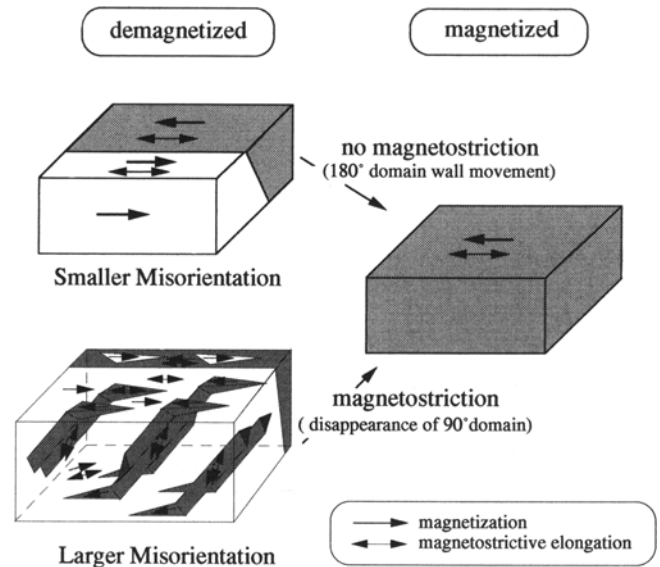 demagnetized
magnetized
no magnetostriction
(180° domain wall movement)
Smaller Misorientation
magnetostriction
( disappearance of 90°domain)
Larger Misorientation
magnetization
magnetostrictive elongation